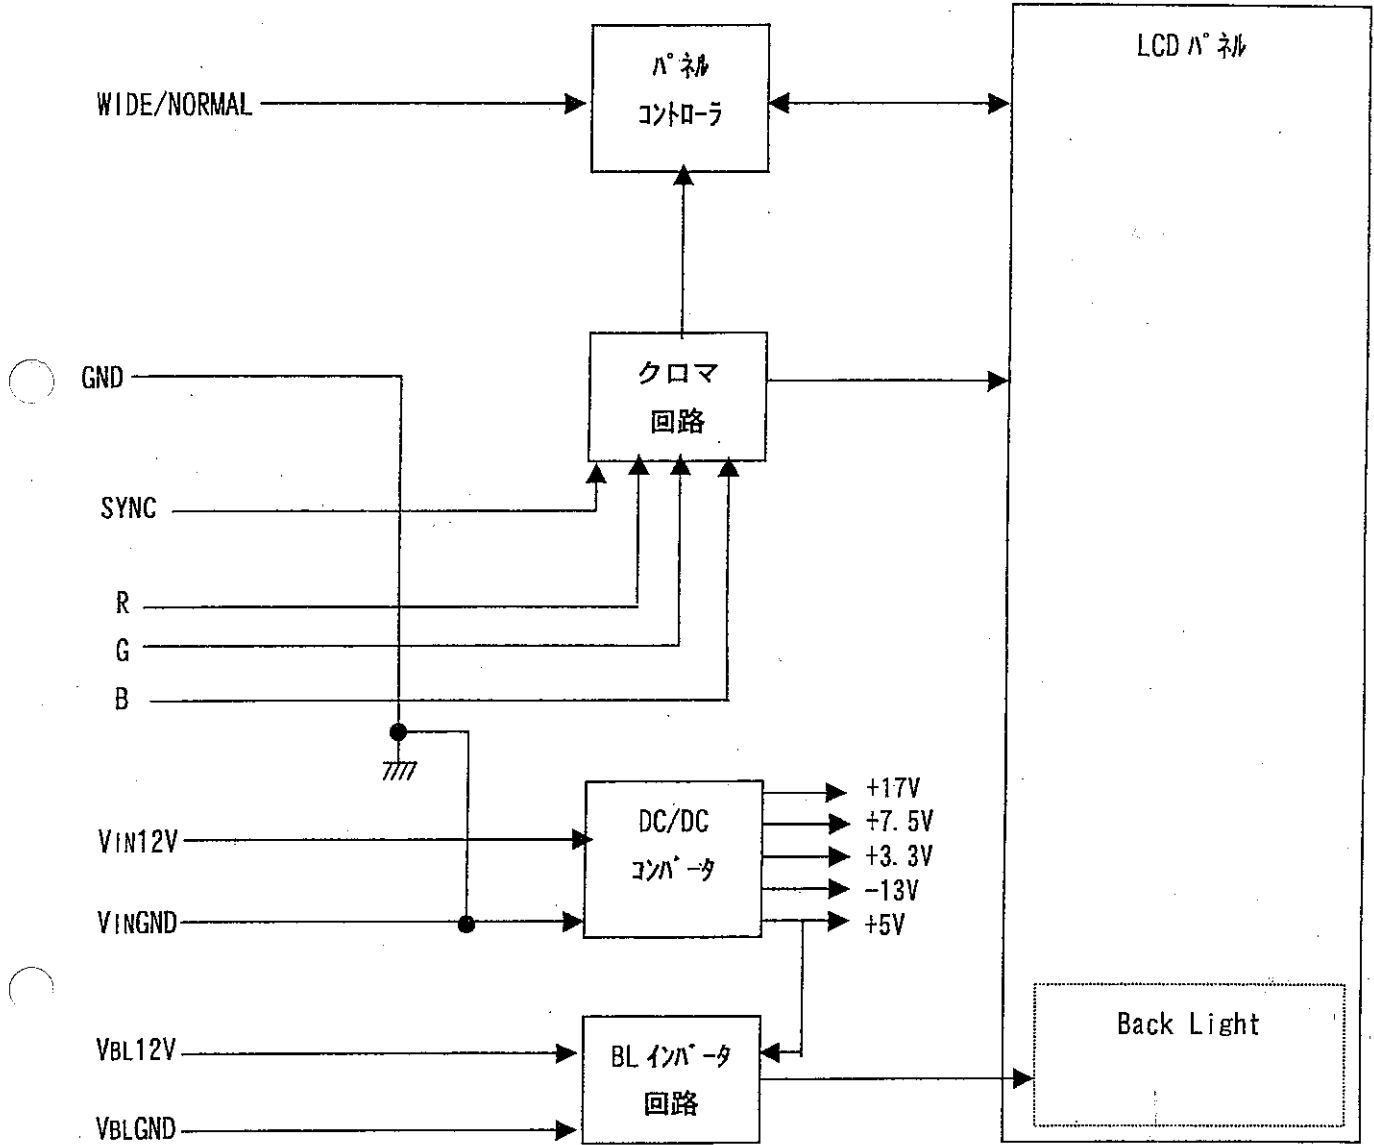 LCD パネル
パネル
コントローラ
WIDE/NORMAL
クロマ
回路
GND
SYNC
R
G
B
DC/DC
コンバータ
+17V
+7.5V
+3.3V
-13V
+5V
VIN12V
VINGND
Back Light
BL インバータ
回路
VBL12V
VBLGND